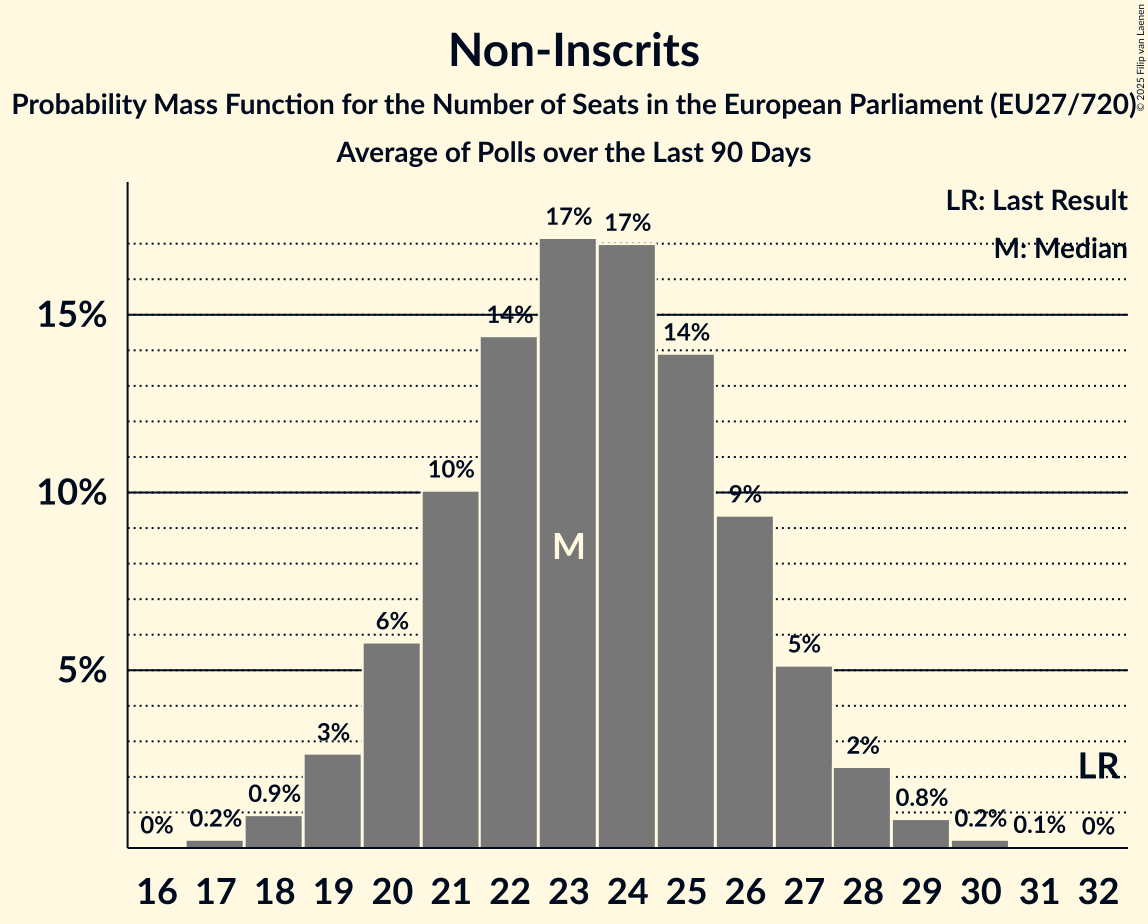 Non-Inscrits
Probability Mass Function for the Number of Seats in the European Parliament (EU27/720)
Average of Polls over the Last 90 Days
© 2025 Filip van Laenen
LR: Last Result
M: Median
17% 17%
15%
14% 14%
10%
10% 9%
M
6%
5%
5%
3% 2%
LR
0% 0.2% 0.9% 0.8% 0.2% 0.1% 0%
16 17 18 19 20 21 22 23 24 25 26 27 28 29 30 31 32